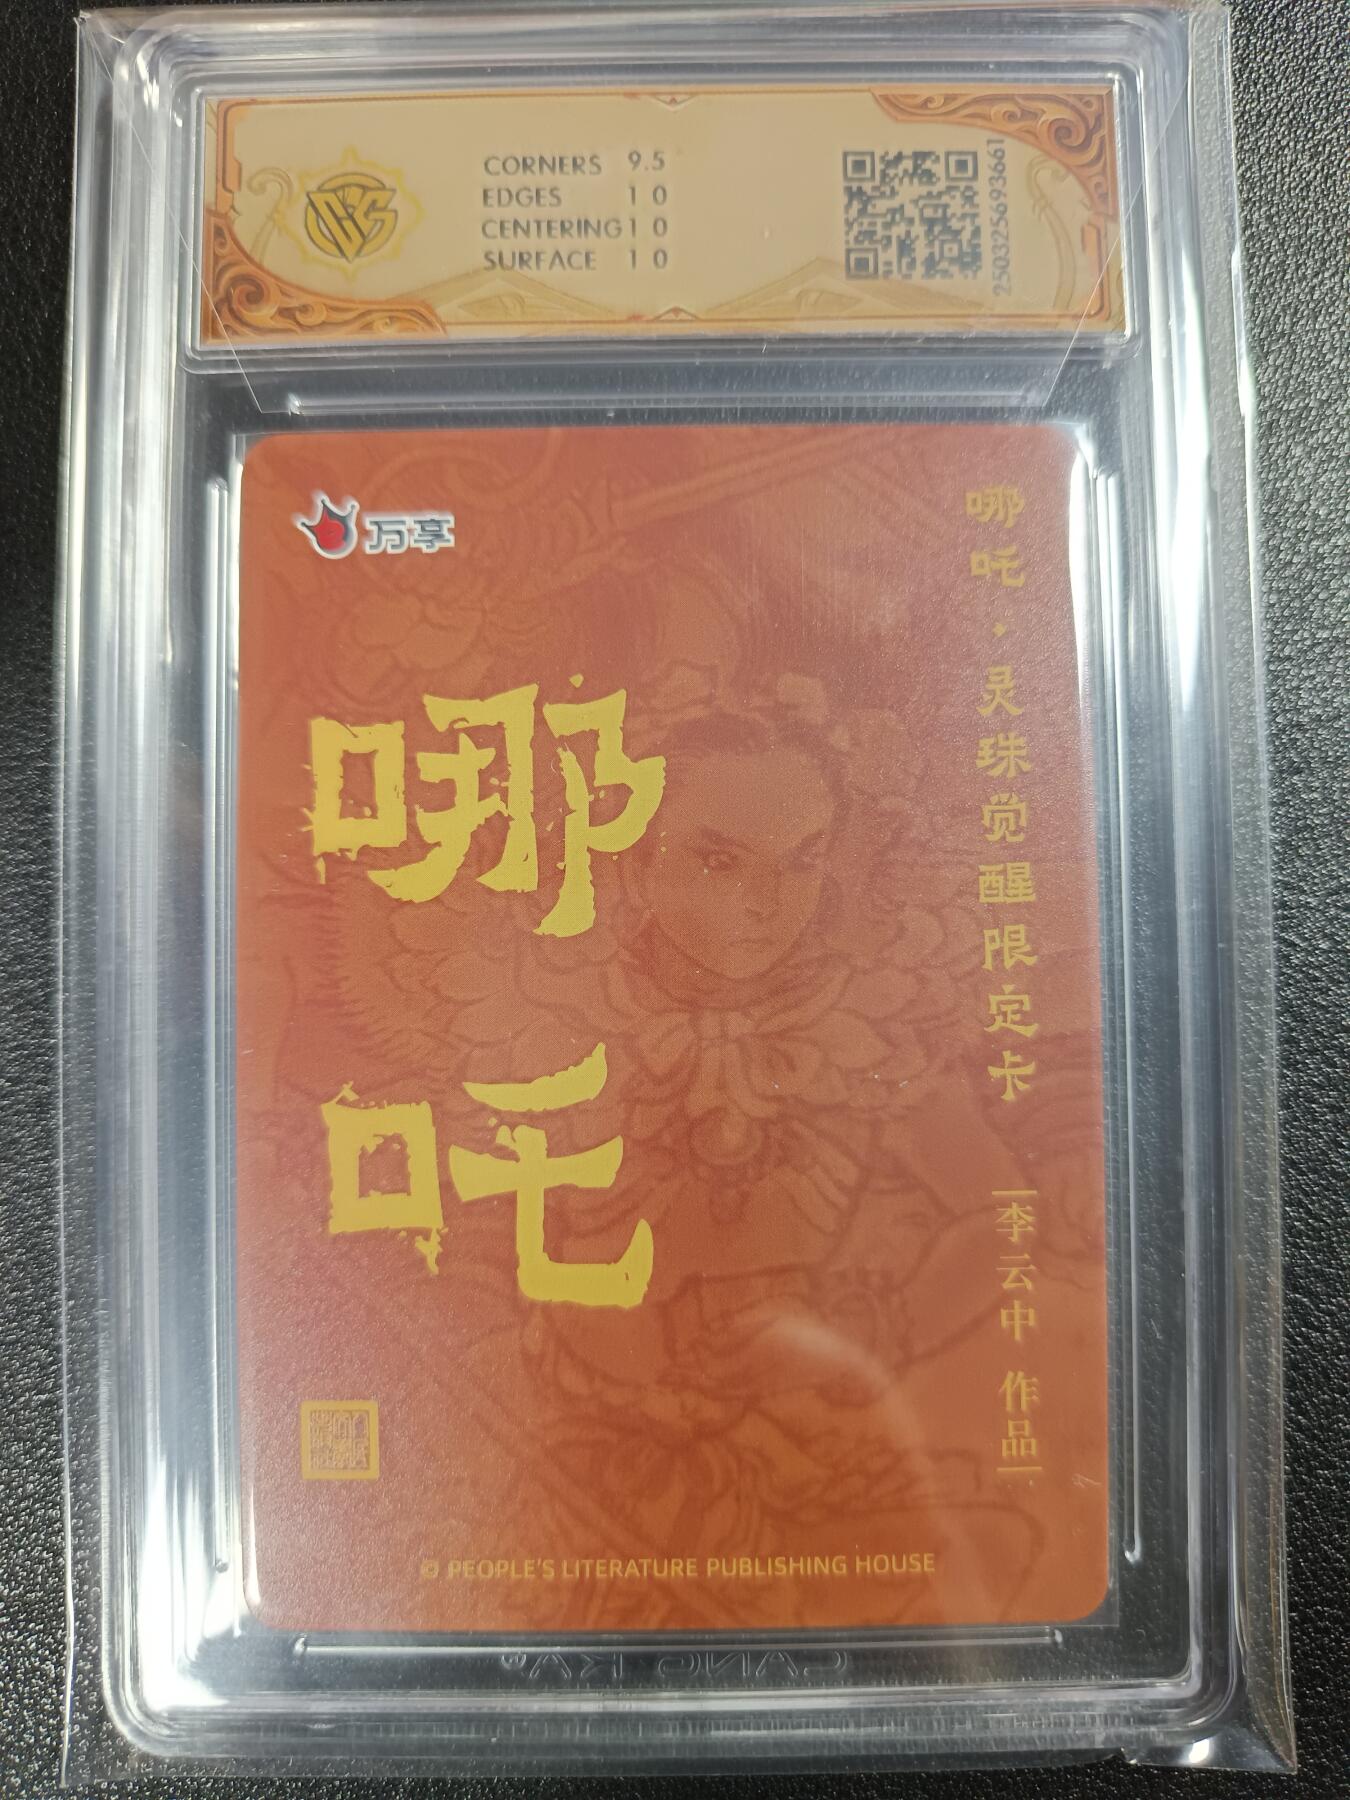 CORNERS 9.5
EDGES 10
CENTERING 10
SURFACE 10
2503325693661
万享
哪吒·灵珠觉醒限定卡
李云中 作品
哪吒
© PEOPLE'S LITERATURE PUBLISHING HOUSE